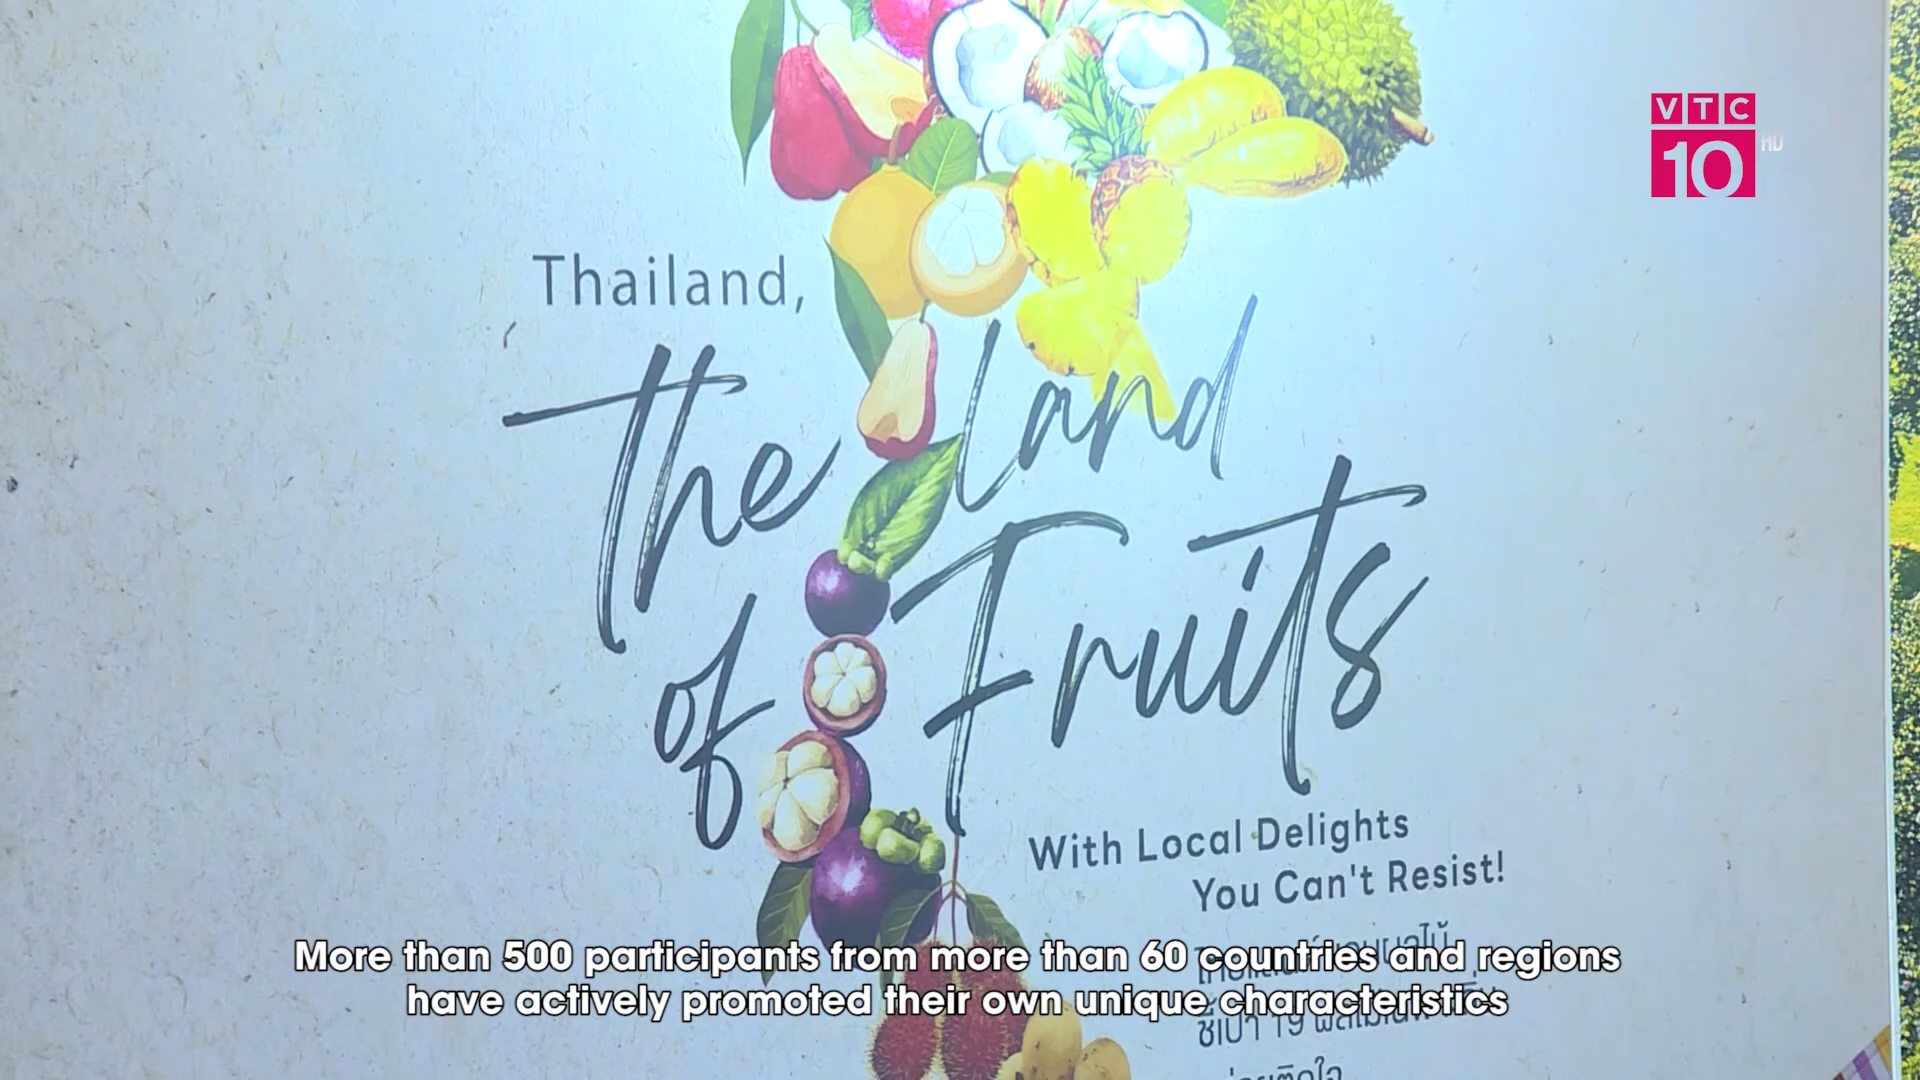 VTC
10
HD
Thailand,
The Land
of Fruits
With Local Delights
You Can't Resist!
More than 500 participants from more than 60 countries and regions
have actively promoted their own unique characteristics